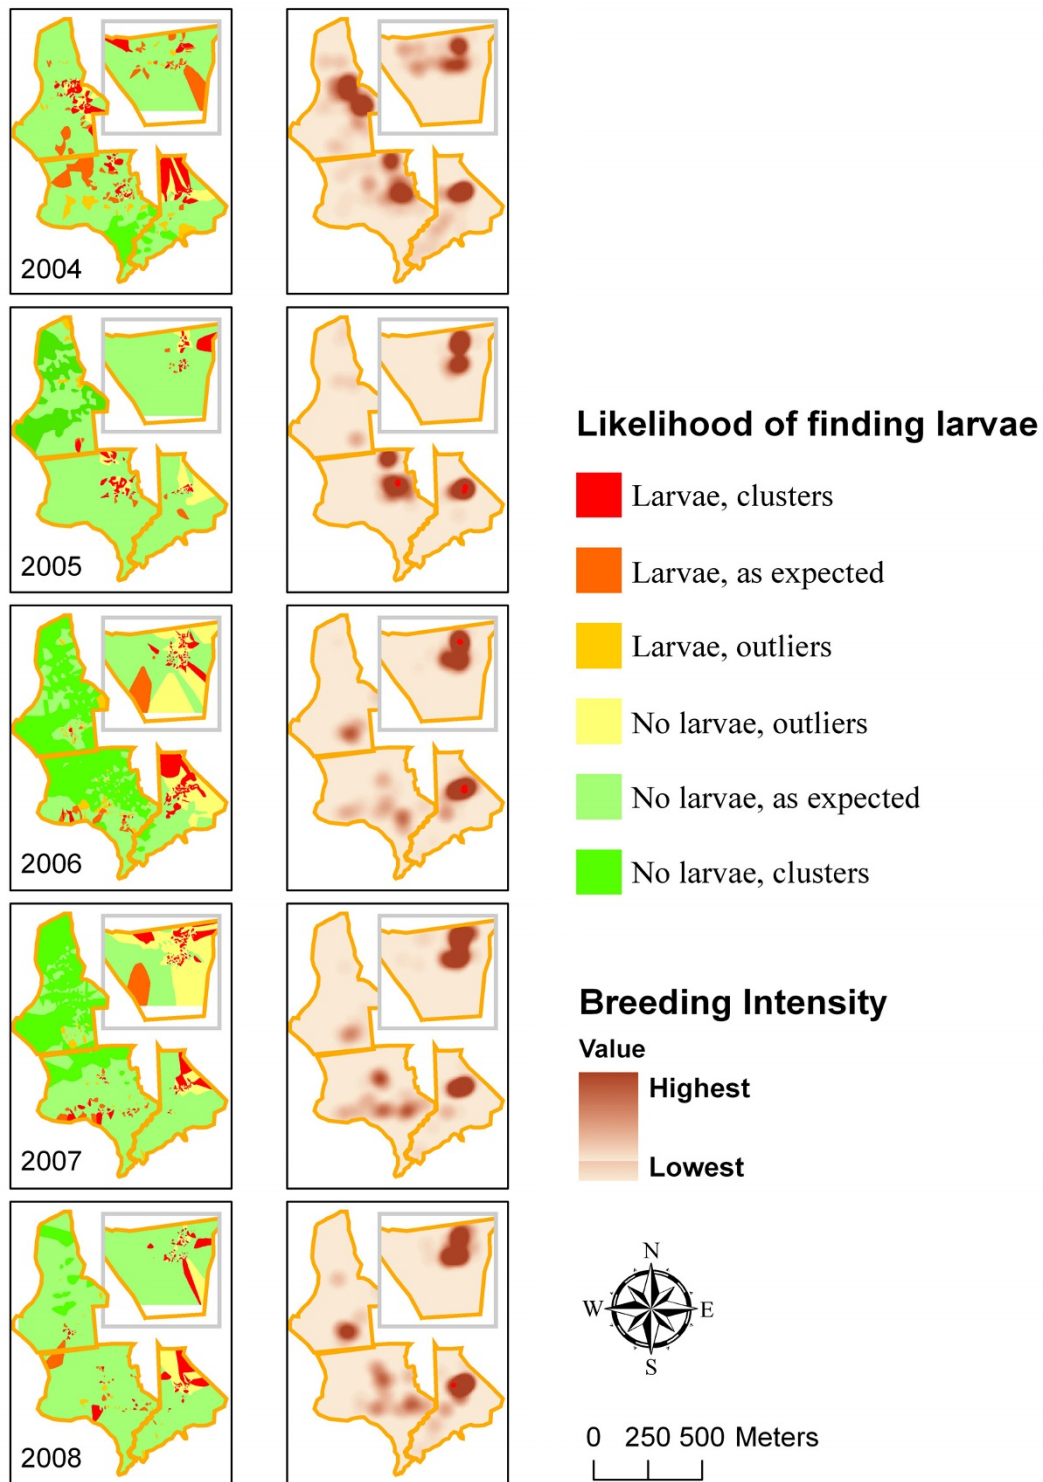 2004
2005
2006
2007
2008
Likelihood of finding larvae
Larvae, clusters
Larvae, as expected
Larvae, outliers
No larvae, outliers
No larvae, as expected
No larvae, clusters
Breeding Intensity
Value
Highest
Lowest
N
W E
S
0 250 500 Meters